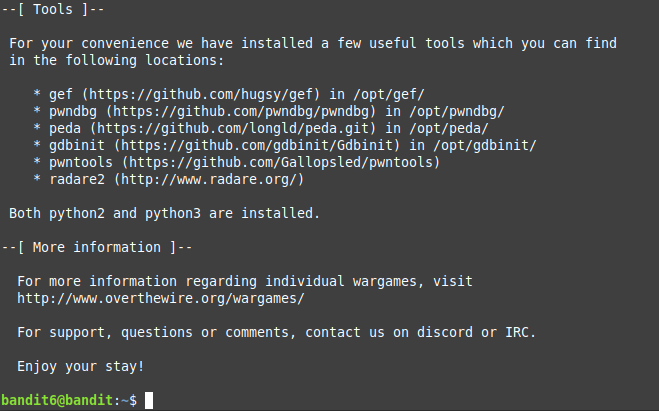 --[ Tools ]--
For your convenience we have installed a few useful tools which you can find
in the following locations:
* gef (https://github.com/hugsy/gef) in /opt/gef/
* pwndbg (https://github.com/pwndbg/pwndbg) in /opt/pwndbg/
* peda (https://github.com/longld/peda.git) in /opt/peda/
* gdbinit (https://github.com/gdbinit/Gdbinit) in /opt/gdbinit/
* pwntools (https://github.com/Gallopsled/pwntools)
* radare2 (http://www.radare.org/)
Both python2 and python3 are installed.
--[ More information ]--
For more information regarding individual wargames, visit
http://www.overthewire.org/wargames/
For support, questions or comments, contact us on discord or IRC.
Enjoy your stay!
bandit6@bandit:~$